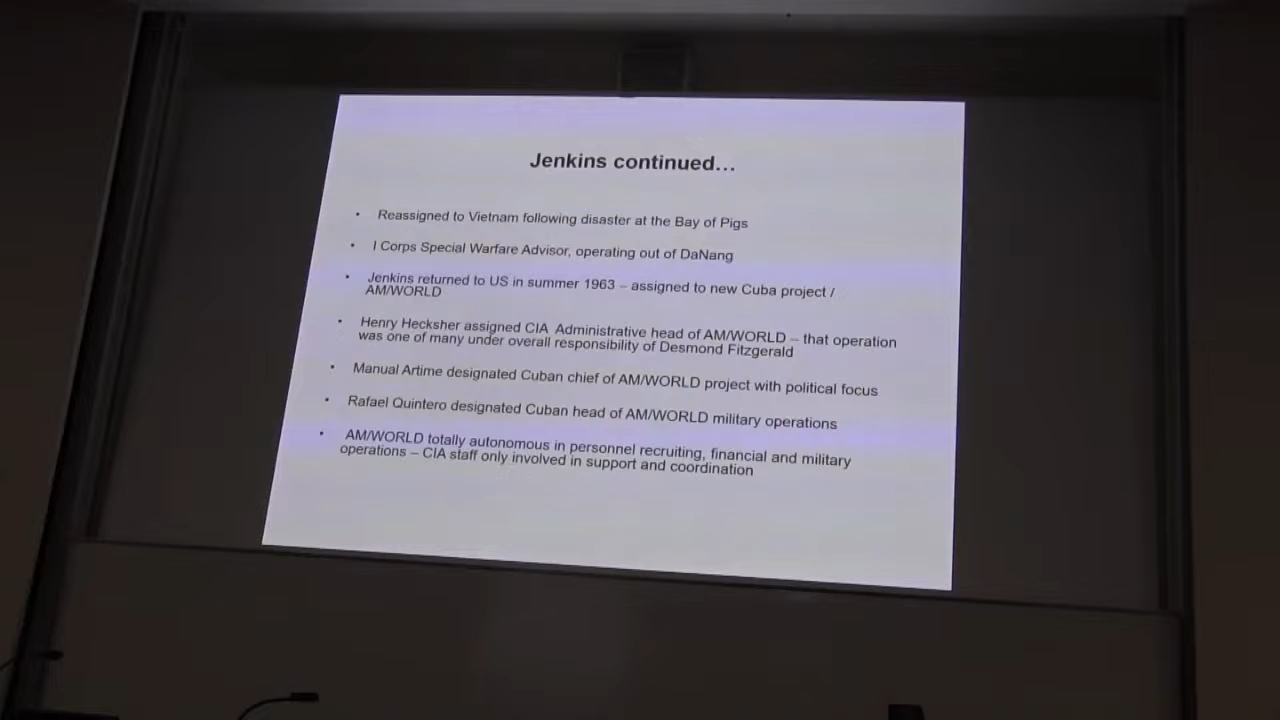 Jenkins continued…
• Reassigned to Vietnam following disaster at the Bay of Pigs
• I Corps Special Warfare Advisor, operating out of DaNang
• Jenkins returned to US in summer 1963 – assigned to new Cuba project /
AM/WORLD
• Henry Hecksher assigned CIA Administrative head of AM/WORLD – that operation
was one of many under overall responsibility of Desmond Fitzgerald
• Manual Artime designated Cuban chief of AM/WORLD project with political focus
• Rafael Quintero designated Cuban head of AM/WORLD military operations
• AM/WORLD totally autonomous in personnel recruiting, financial and military
operations – CIA staff only involved in support and coordination